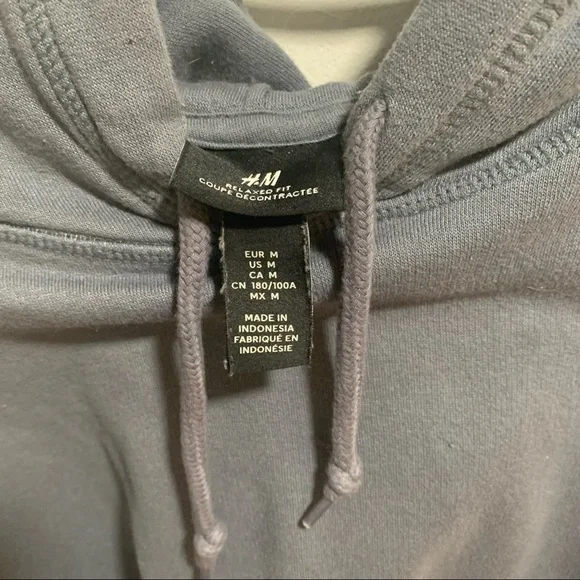 H&M
RELAXED FIT
COUPE DÉCONTRACTÉE
EUR M
US M
CA M
CN 180/100A
MX M
MADE IN
INDONESIA
FABRIQUÉ EN
INDONÉSIE